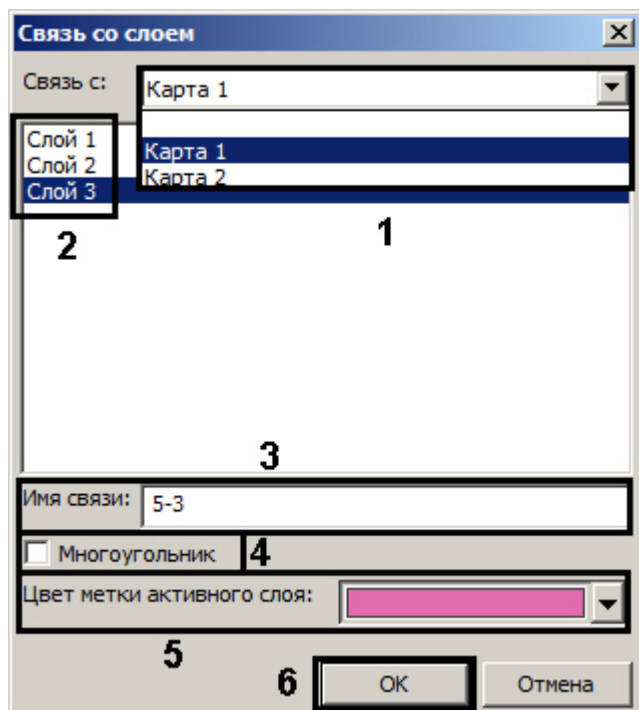 Связь со слоем
Связь с: Карта 1
Слой 1
Карта 1
Слой 2
Карта 2
Слой 3
1
2
3
Имя связи: 5-3
Многоугольник 4
Цвет метки активного слоя:
5
6 OK Отмена